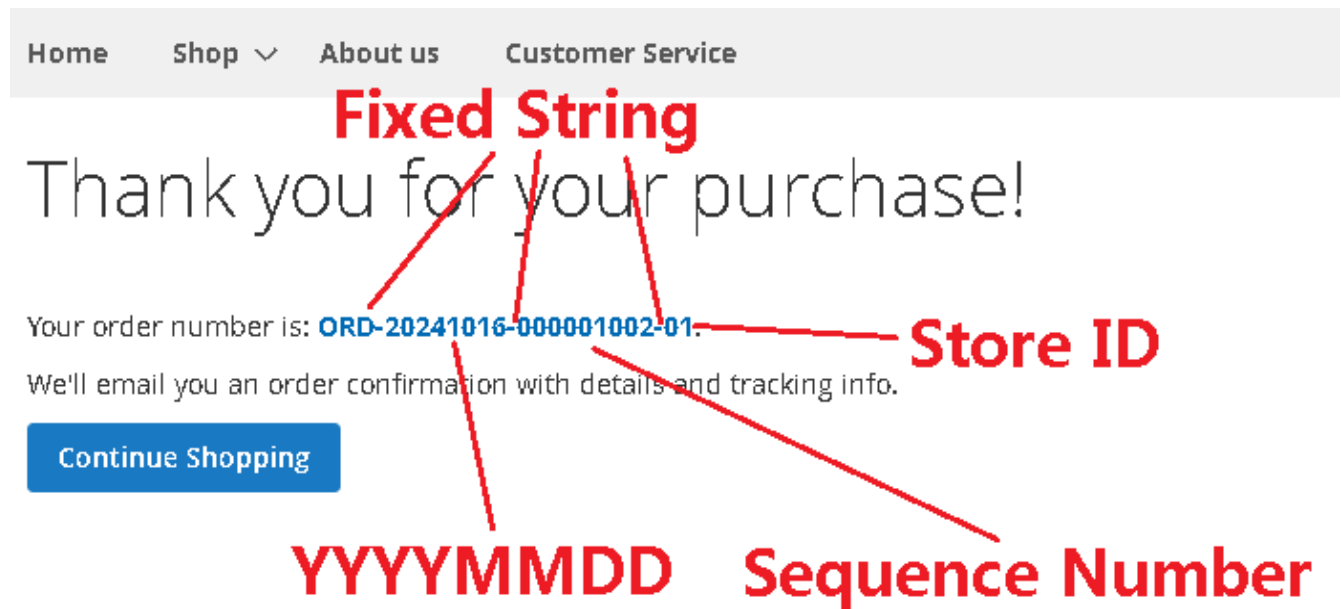 Home Shop About us Customer Service
Fixed String
Thank you for your purchase!
Your order number is: ORD-20241016-000001002-01.
Store ID
We'll email you an order confirmation with details and tracking info.
Continue Shopping
YYYYMMDD Sequence Number